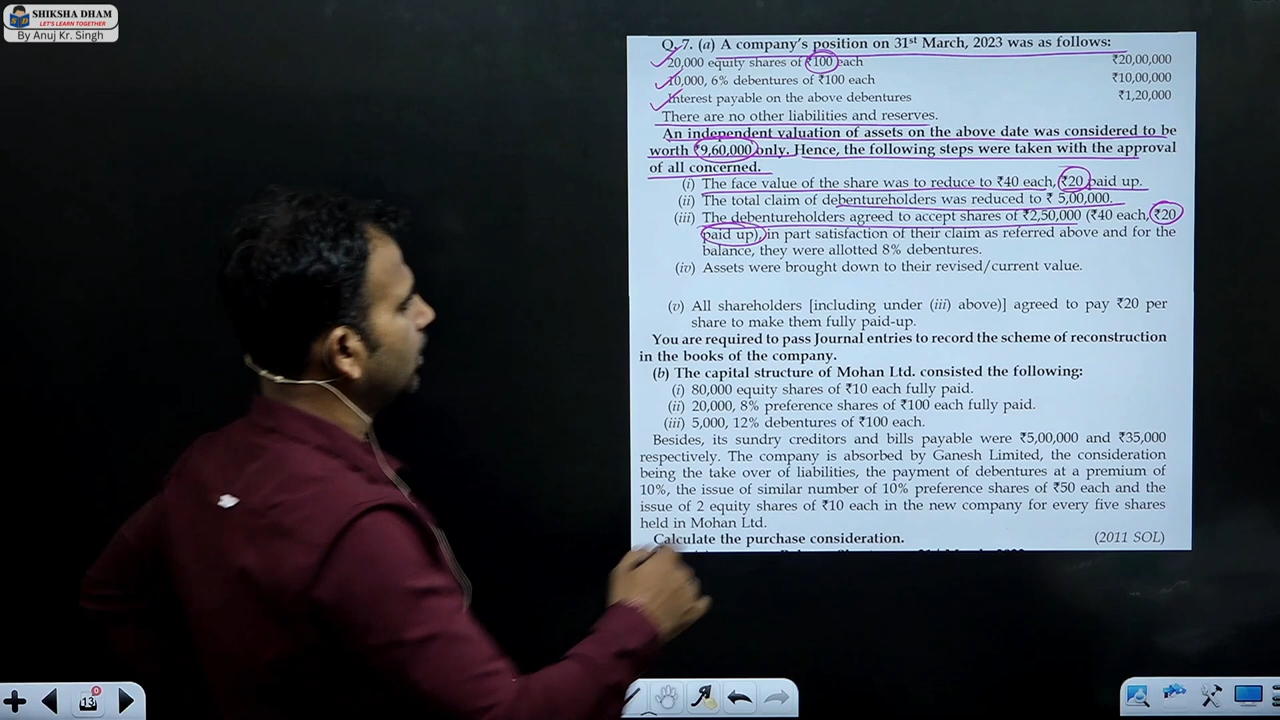 SHIKSHA DHAM
LET'S LEARN TOGETHER
By Anuj Kr. Singh
Q. 7. (a) A company's position on 31st March, 2023 was as follows:
20,000 equity shares of ₹100 each ₹20,00,000
10,000, 6% debentures of ₹100 each ₹10,00,000
Interest payable on the above debentures ₹1,20,000
There are no other liabilities and reserves.
An independent valuation of assets on the above date was considered to be
worth ₹9,60,000 only. Hence, the following steps were taken with the approval
of all concerned.
(i) The face value of the share was to reduce to ₹40 each, ₹20 paid up.
(ii) The total claim of debentureholders was reduced to ₹ 5,00,000.
(iii) The debentureholders agreed to accept shares of ₹2,50,000 (₹40 each, ₹20
paid up), in part satisfaction of their claim as referred above and for the
balance, they were allotted 8% debentures.
(iv) Assets were brought down to their revised/current value.
(v) All shareholders [including under (iii) above)] agreed to pay ₹20 per
share to make them fully paid-up.
You are required to pass Journal entries to record the scheme of reconstruction
in the books of the company.
(b) The capital structure of Mohan Ltd. consisted the following:
(i) 80,000 equity shares of ₹10 each fully paid.
(ii) 20,000, 8% preference shares of ₹100 each fully paid.
(iii) 5,000, 12% debentures of ₹100 each.
Besides, its sundry creditors and bills payable were ₹5,00,000 and ₹35,000
respectively. The company is absorbed by Ganesh Limited, the consideration
being the take over of liabilities, the payment of debentures at a premium of
10%, the issue of similar number of 10% preference shares of ₹50 each and the
issue of 2 equity shares of ₹10 each in the new company for every five shares
held in Mohan Ltd.
Calculate the purchase consideration. (2011 SOL)
13
0